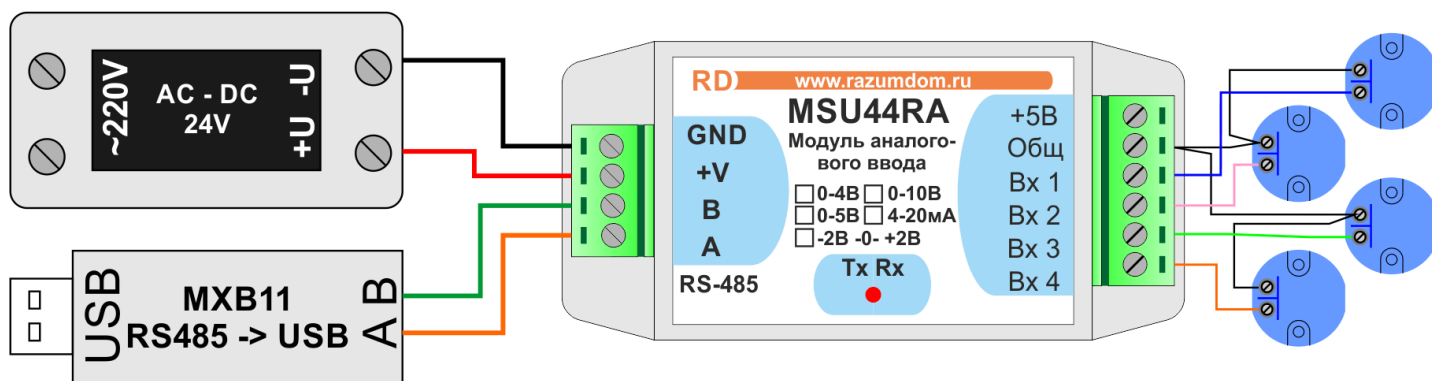 ~220V
AC - DC
24V
-U
+U
USB
MXB11
RS485 -> USB
B
A
RD
www.razumdom.ru
MSU44RA
Модуль аналого-
вого ввода
0-4В 0-10В
0-5В 4-20мА
-2В -0- +2В
Tx Rx
GND
+V
B
A
RS-485
+5В
Общ
Вх 1
Вх 2
Вх 3
Вх 4